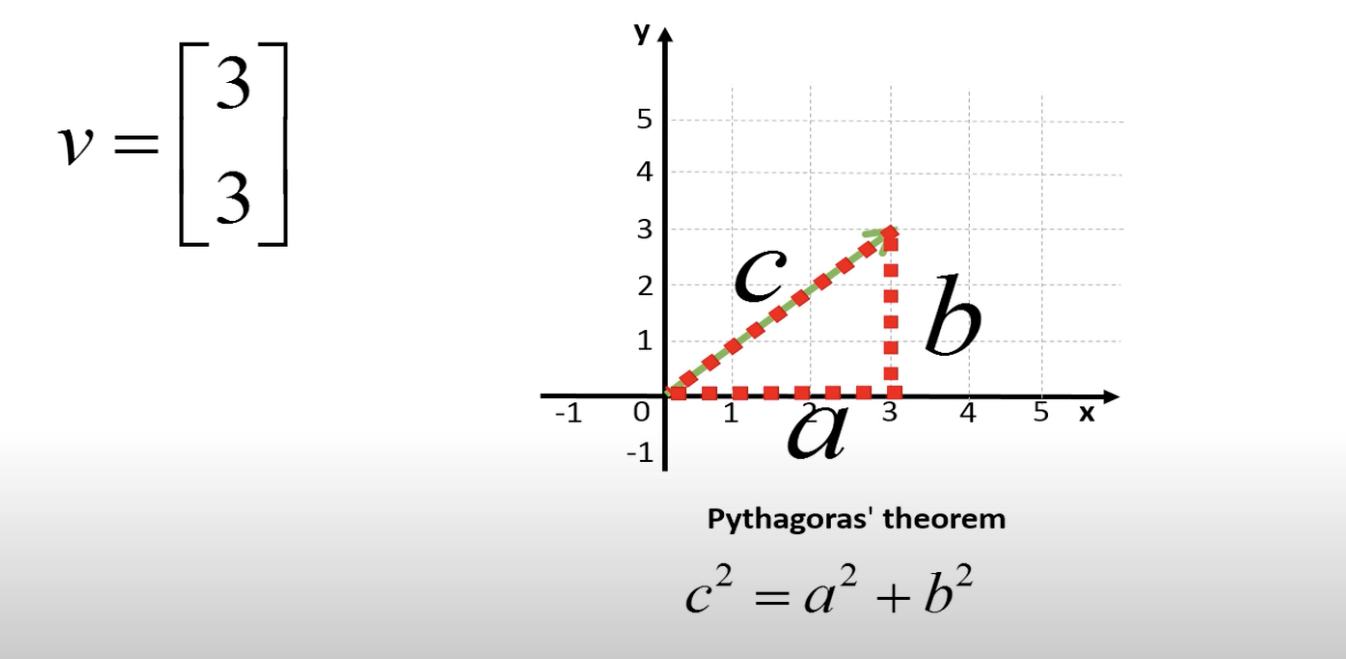 v = [3
3]
y
5
4
3
2
1
c
b
-1 0 1 2 3 4 5 x
a
-1
Pythagoras' theorem
c² = a² + b²